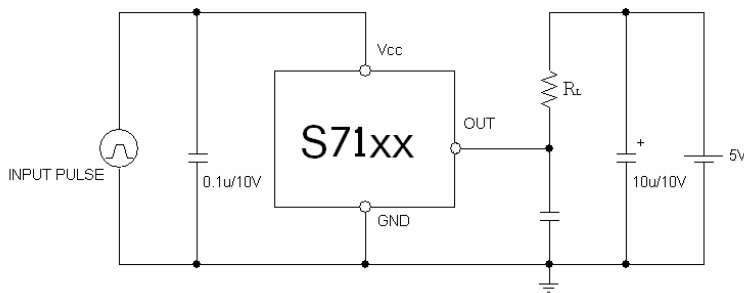 Vcc
RL
S71xx
OUT
+
INPUT PULSE
0.1u/10V
GND
10u/10V
5V